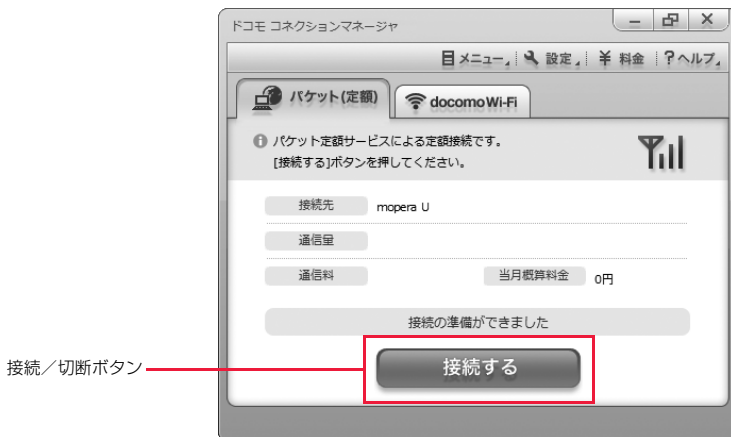 ドコモ コネクションマネージャ
メニュー 設定 ¥ 料金 ? ヘルプ
パケット(定額) docomo Wi-Fi
パケット定額サービスによる定額接続です。
[接続する]ボタンを押してください。
接続先 mopera U
通信量
通信料 当月概算料金 0円
接続の準備ができました
接続/切断ボタン 接続する